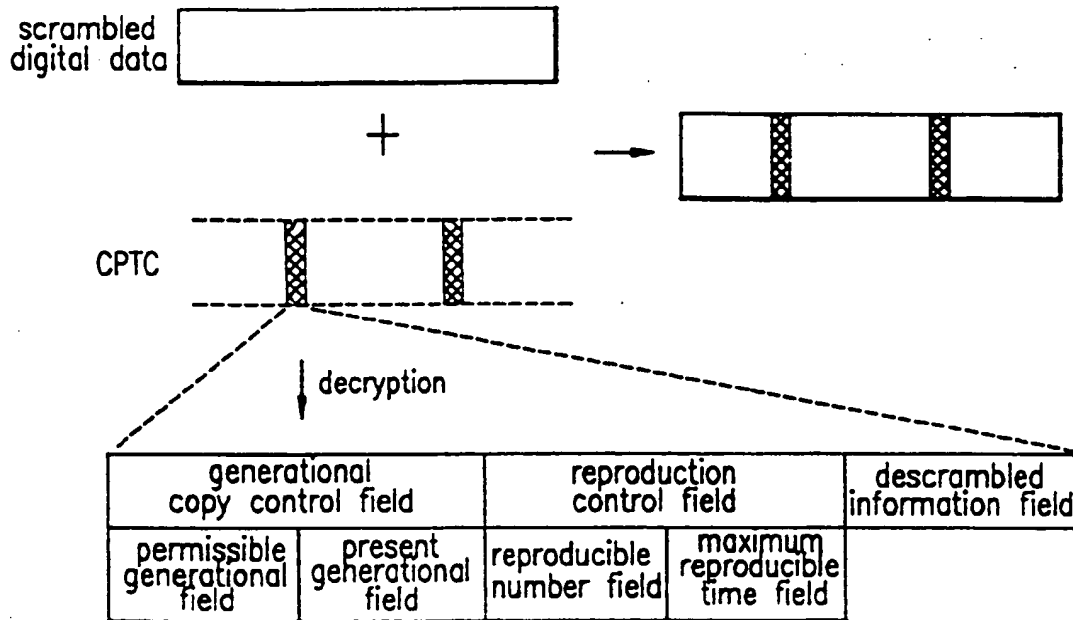 scrambled
digital data
+
CPTC
decryption
generational
copy control field
reproduction
control field
descrambled
information field
permissible
generational
field
present
generational
field
reproducible
number field
maximum
reproducible
time field